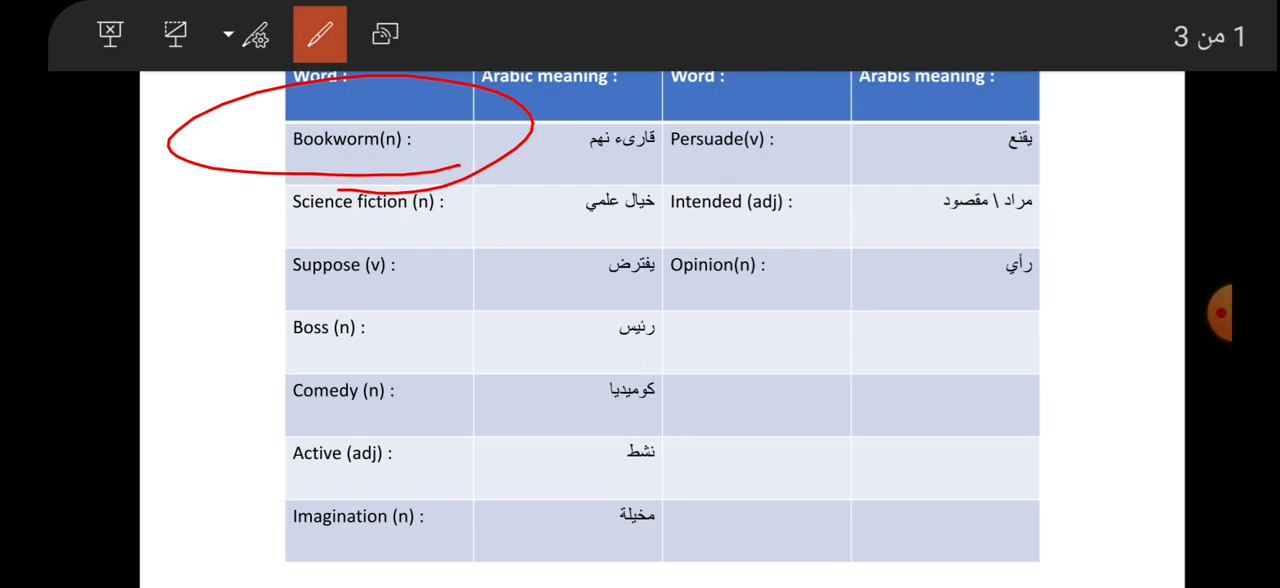 1 من 3
Word : Arabic meaning : Word : Arabis meaning :
Bookworm(n) : قارىء نهم Persuade(v) : يقنع
Science fiction (n) : خيال علمي Intended (adj) : مراد \ مقصود
Suppose (v) : يفترض Opinion(n) : رأي
Boss (n) : رئيس
Comedy (n) : كوميديا
Active (adj) : نشط
Imagination (n) : مخيلة